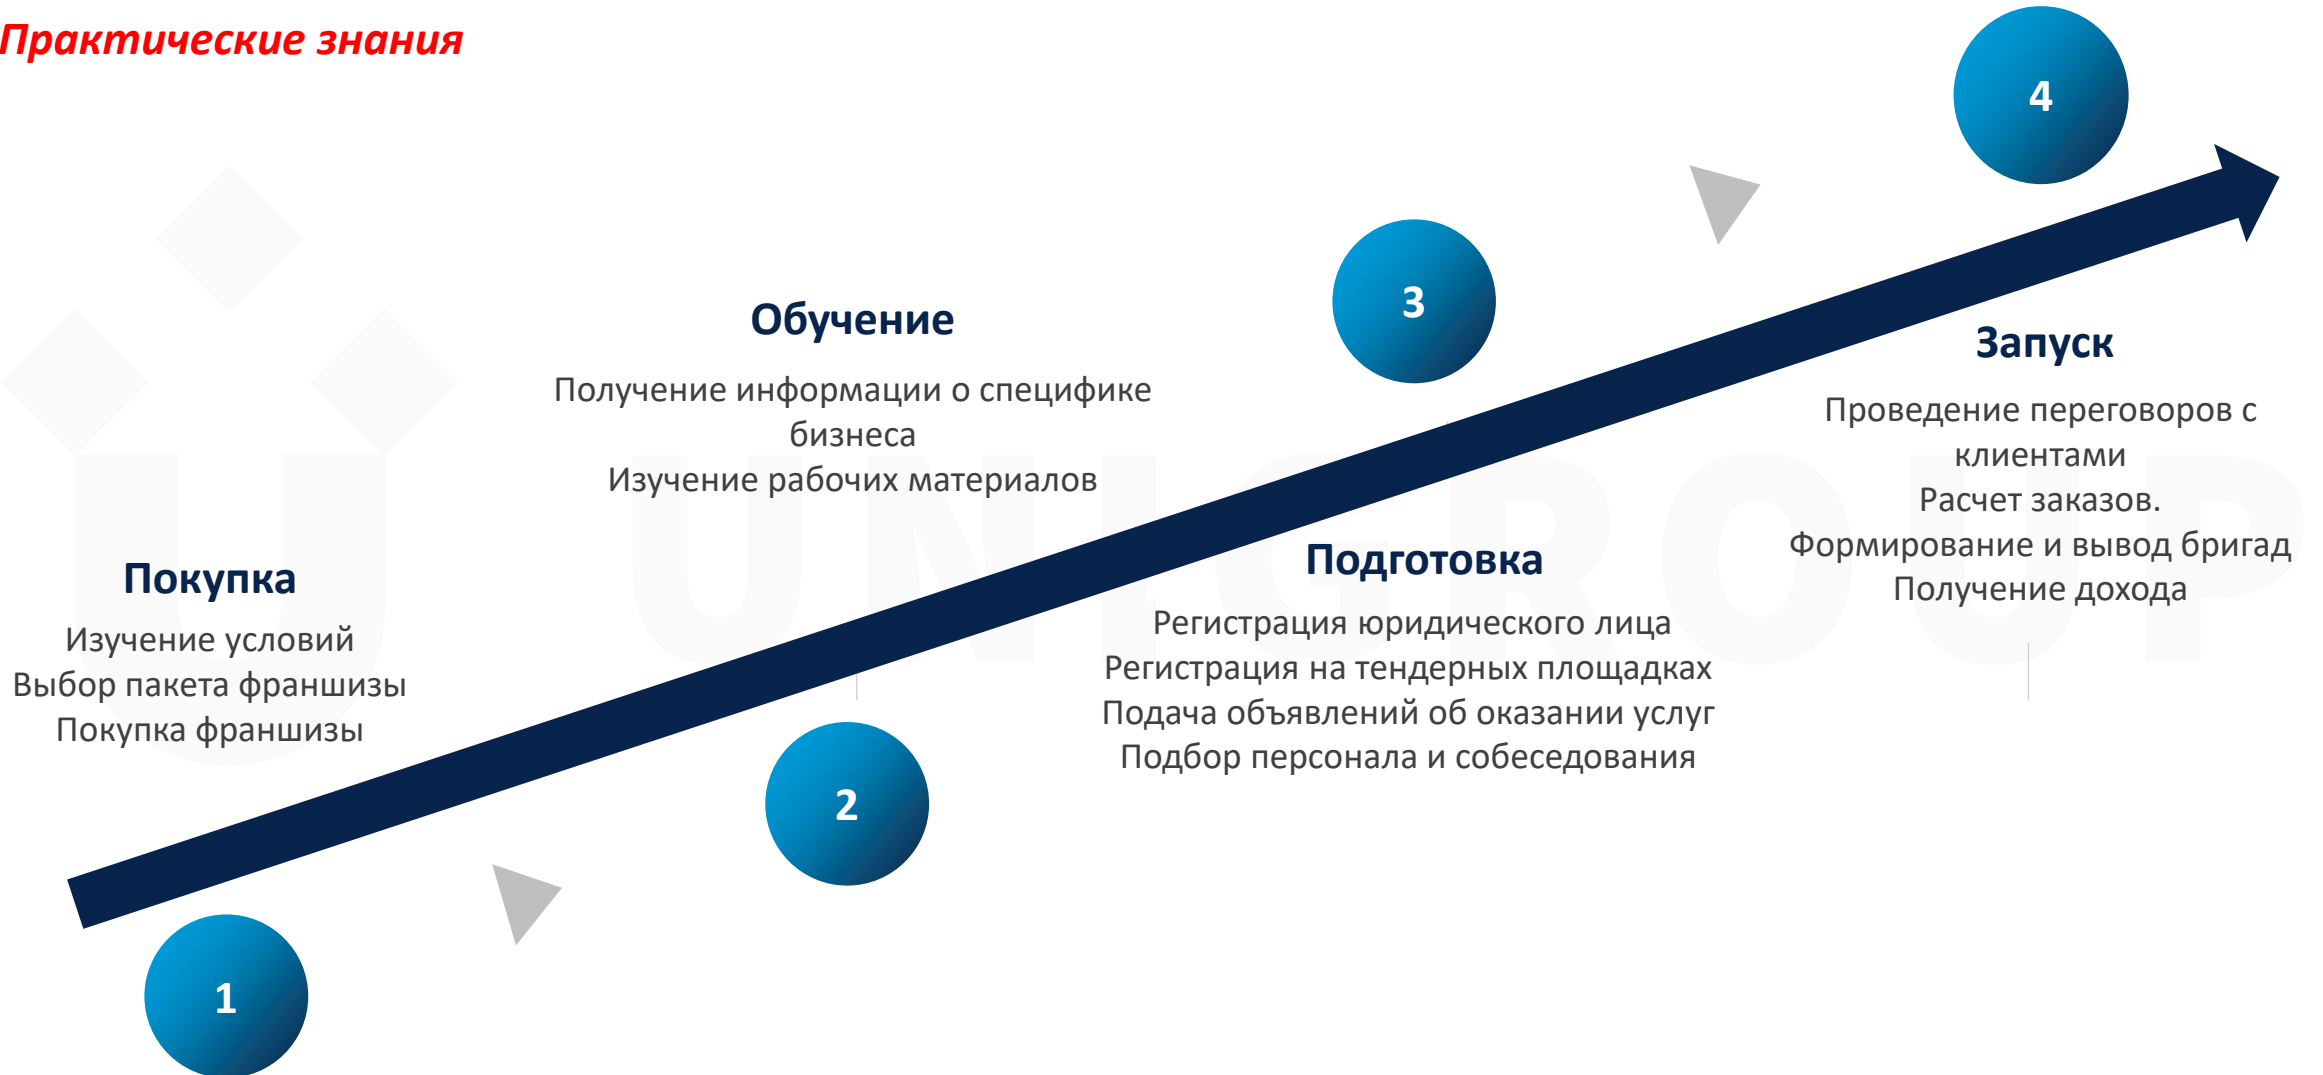 Практические знания
4
3
Обучение
Получение информации о специфике
бизнеса
Изучение рабочих материалов
Запуск
Проведение переговоров с
клиентами
Расчет заказов.
Формирование и вывод бригад
Получение дохода
Подготовка
Регистрация юридического лица
Регистрация на тендерных площадках
Подача объявлений об оказании услуг
Подбор персонала и собеседования
Покупка
Изучение условий
Выбор пакета франшизы
Покупка франшизы
2
1
UNIGROUP